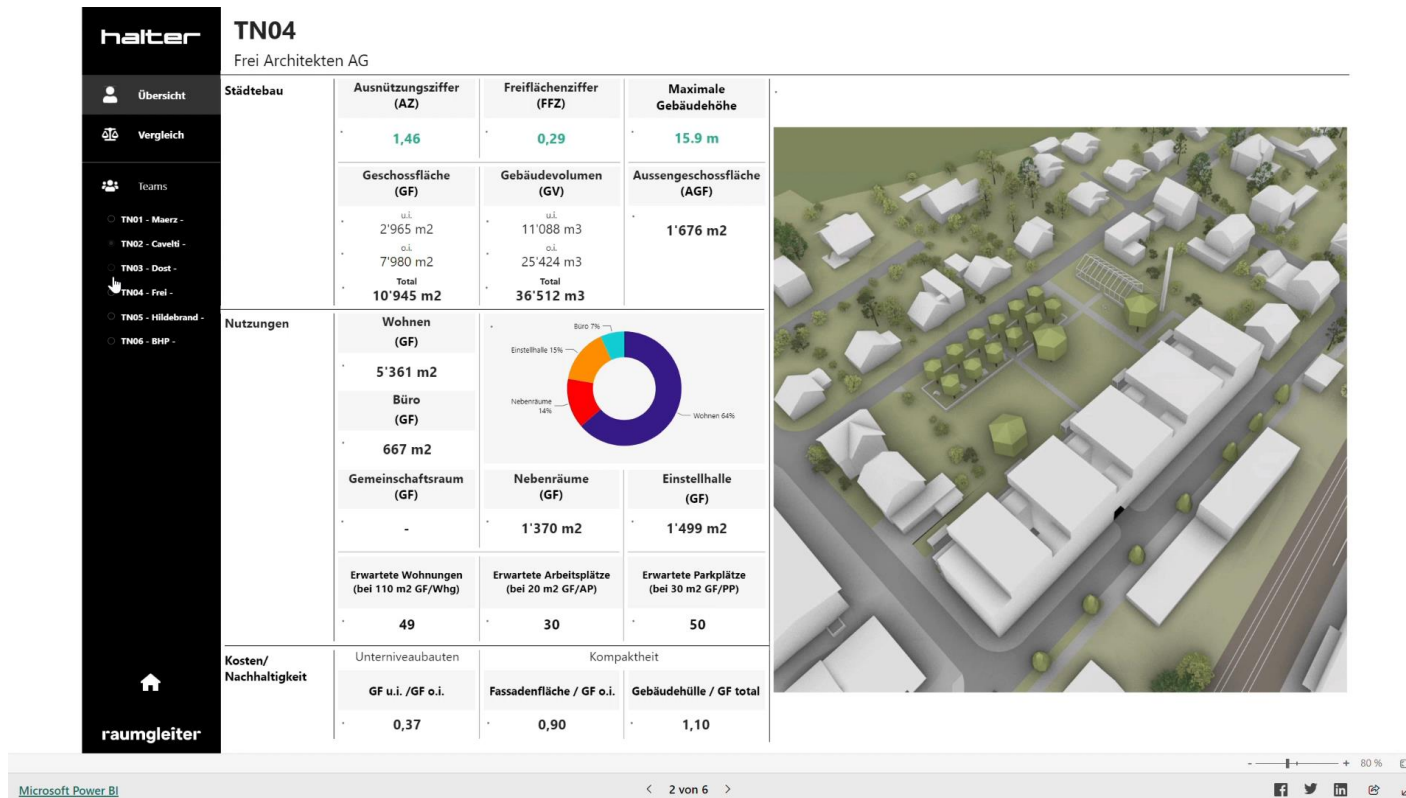 halter
TN04
Frei Architekten AG
Übersicht
Vergleich
Teams
TN01 - Maerz -
TN02 - Cavelti -
TN03 - Dost -
TN04 - Frei -
TN05 - Hildebrand -
TN06 - BHP -
raumgleiter
Städtebau
Ausnützungsziffer
(AZ)
1,46
Freiflächenziffer
(FFZ)
0,29
Maximale
Gebäudehöhe
15.9 m
Geschossfläche
(GF)
u.i.
2'965 m2
o.i.
7'980 m2
Total
10'945 m2
Gebäudevolumen
(GV)
u.i.
11'088 m3
o.i.
25'424 m3
Total
36'512 m3
Aussengeschossfläche
(AGF)
1'676 m2
Nutzungen
Wohnen
(GF)
5'361 m2
Büro
(GF)
667 m2
Büro 7%
Einstellhalle 15%
Nebenräume
14%
Wohnen 64%
Gemeinschaftsraum
(GF)
-
Nebenräume
(GF)
1'370 m2
Einstellhalle
(GF)
1'499 m2
Erwartete Wohnungen
(bei 110 m2 GF/Whg)
49
Erwartete Arbeitsplätze
(bei 20 m2 GF/AP)
30
Erwartete Parkplätze
(bei 30 m2 GF/PP)
50
Kosten/
Nachhaltigkeit
Unterniveaubauten
Kompaktheit
GF u.i. /GF o.i.
0,37
Fassadenfläche / GF o.i.
0,90
Gebäudehülle / GF total
1,10
- + 80 %
Microsoft Power BI
< 2 von 6 >